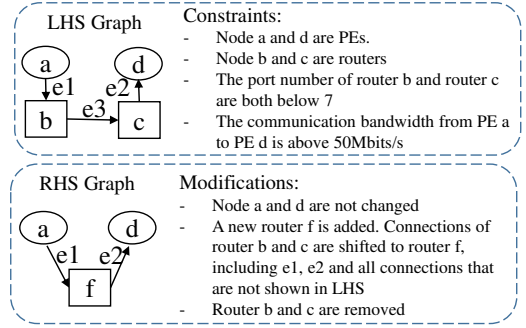 LHS Graph
a
d
e1
e2
e3
b
c
Constraints:
- Node a and d are PEs.
- Node b and c are routers
- The port number of router b and router c
are both below 7
- The communication bandwidth from PE a
to PE d is above 50Mbits/s
RHS Graph
a
d
e1
e2
f
Modifications:
- Node a and d are not changed
- A new router f is added. Connections of
router b and c are shifted to router f,
including e1, e2 and all connections that
are not shown in LHS
- Router b and c are removed